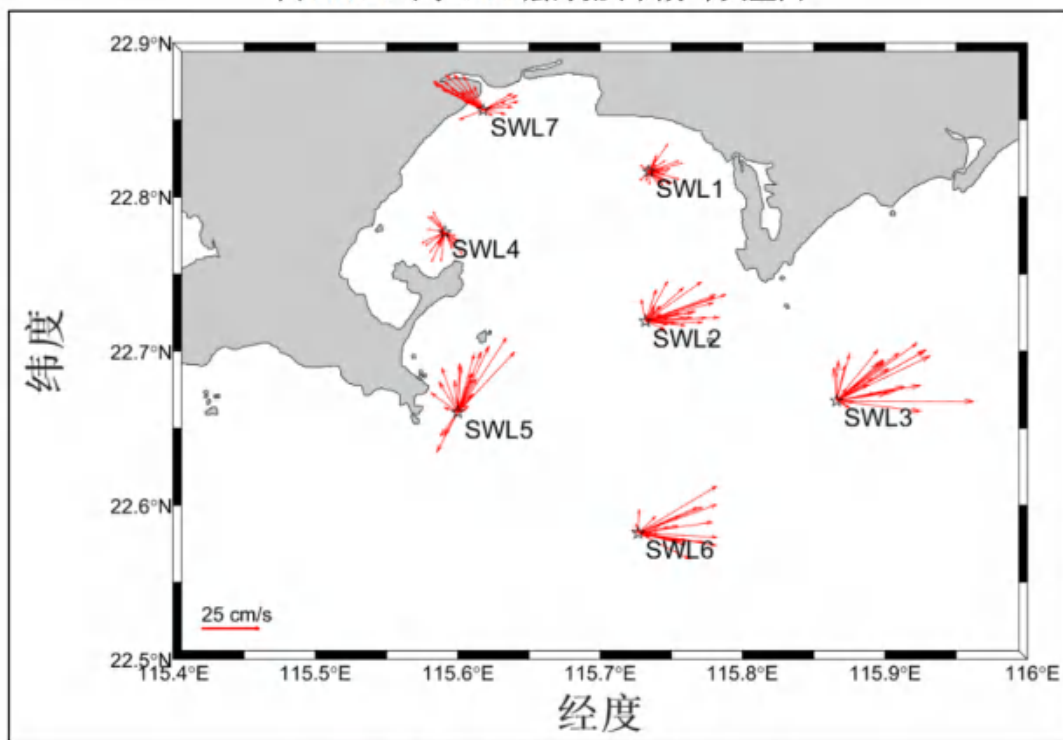 22.9°N
SWL7
SWL1
22.8°N
SWL4
SWL2
22.7°N
纬度
SWL3
SWL5
22.6°N
SWL6
25 cm/s
22.5°N
115.4°E 115.5°E 115.6°E 115.7°E 115.8°E 115.9°E 116°E
经度